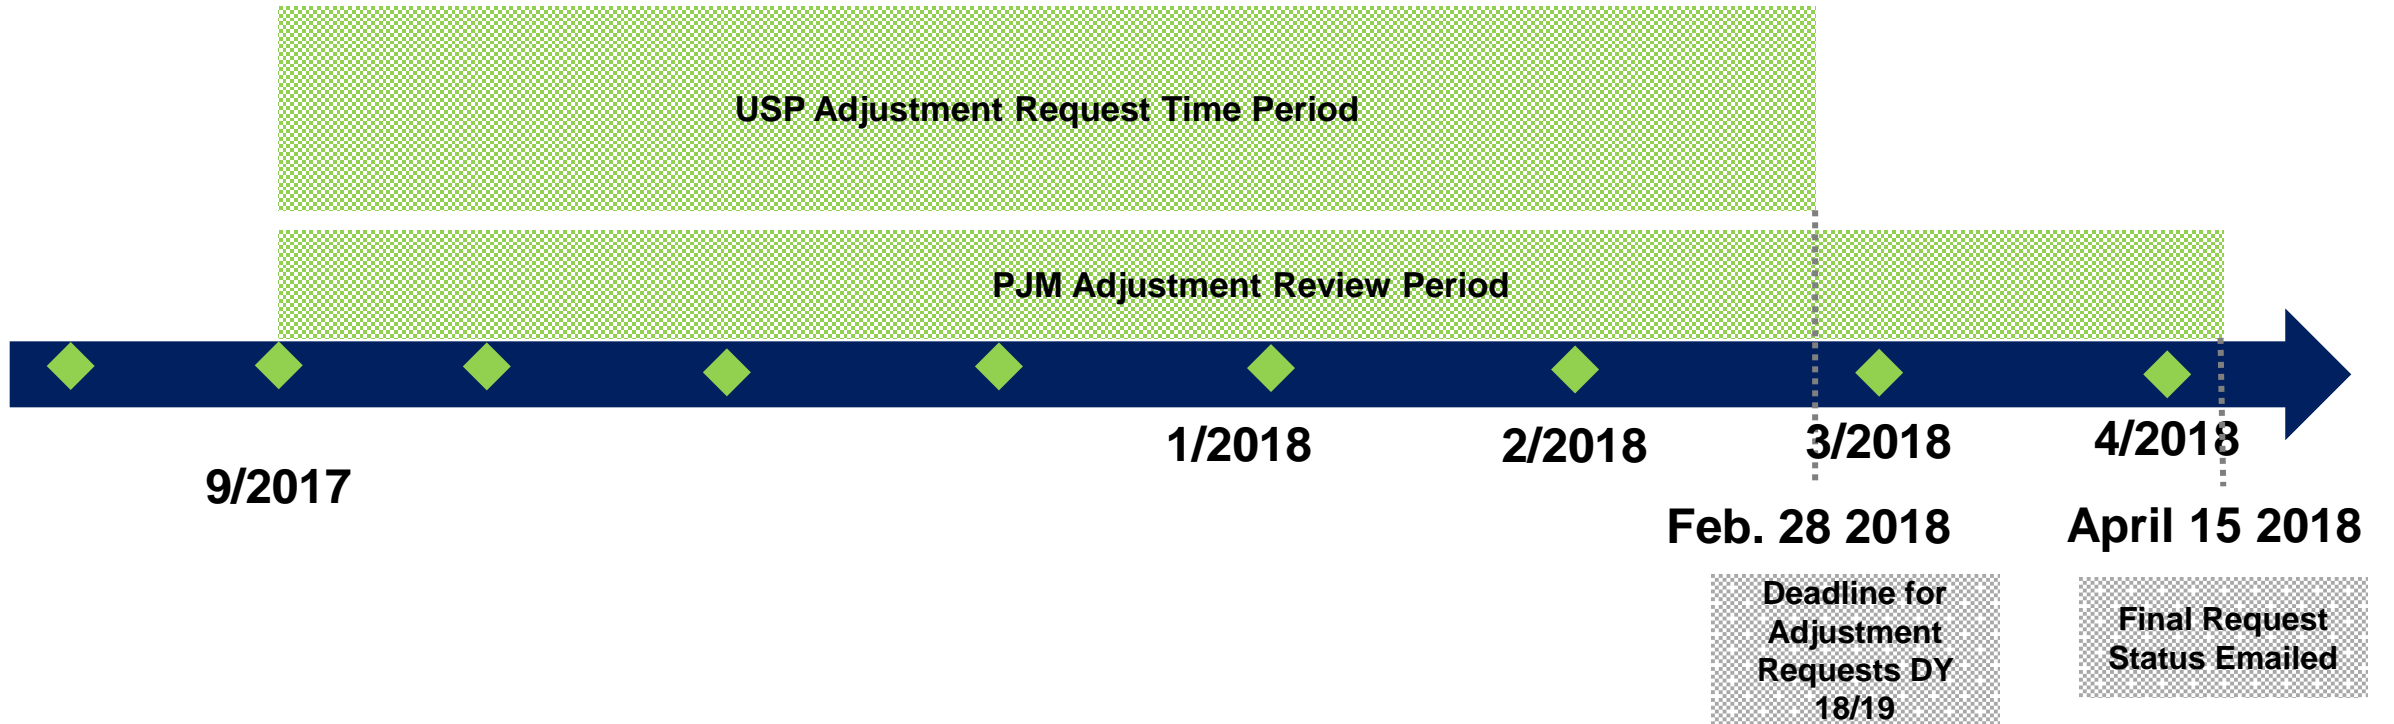 USP Adjustment Request Time Period
PJM Adjustment Review Period
1/2018
2/2018
3/2018
4/2018
9/2017
Feb. 28 2018
April 15 2018
Deadline for
Adjustment
Requests DY
18/19
Final Request
Status Emailed